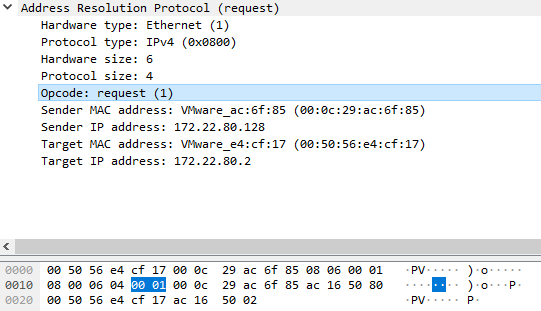 Address Resolution Protocol (request)
Hardware type: Ethernet (1)
Protocol type: IPv4 (0x0800)
Hardware size: 6
Protocol size: 4
Opcode: request (1)
Sender MAC address: VMware_ac:6f:85 (00:0c:29:ac:6f:85)
Sender IP address: 172.22.80.128
Target MAC address: VMware_e4:cf:17 (00:50:56:e4:cf:17)
Target IP address: 172.22.80.2
0000 00 50 56 e4 cf 17 00 0c 29 ac 6f 85 08 06 00 01 ·PV····· )·o·····
0010 08 00 06 04 00 01 00 0c 29 ac 6f 85 ac 16 50 80 ········ )·o···P·
0020 00 50 56 e4 cf 17 ac 16 50 02 ·PV····· P·